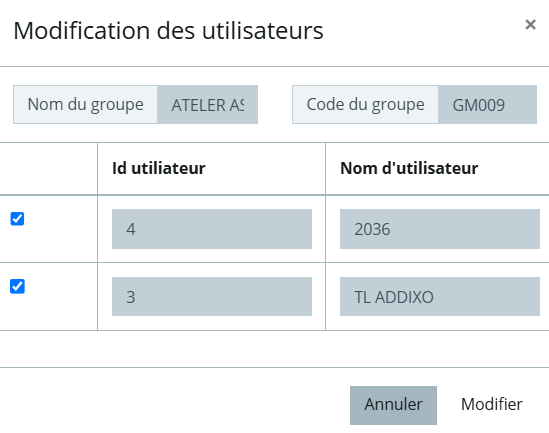 Modification des utilisateurs ×
Nom du groupe ATELER AS Code du groupe GM009
Id utiliateur Nom d'utilisateur
4 2036
3 TL ADDIXO
Annuler Modifier